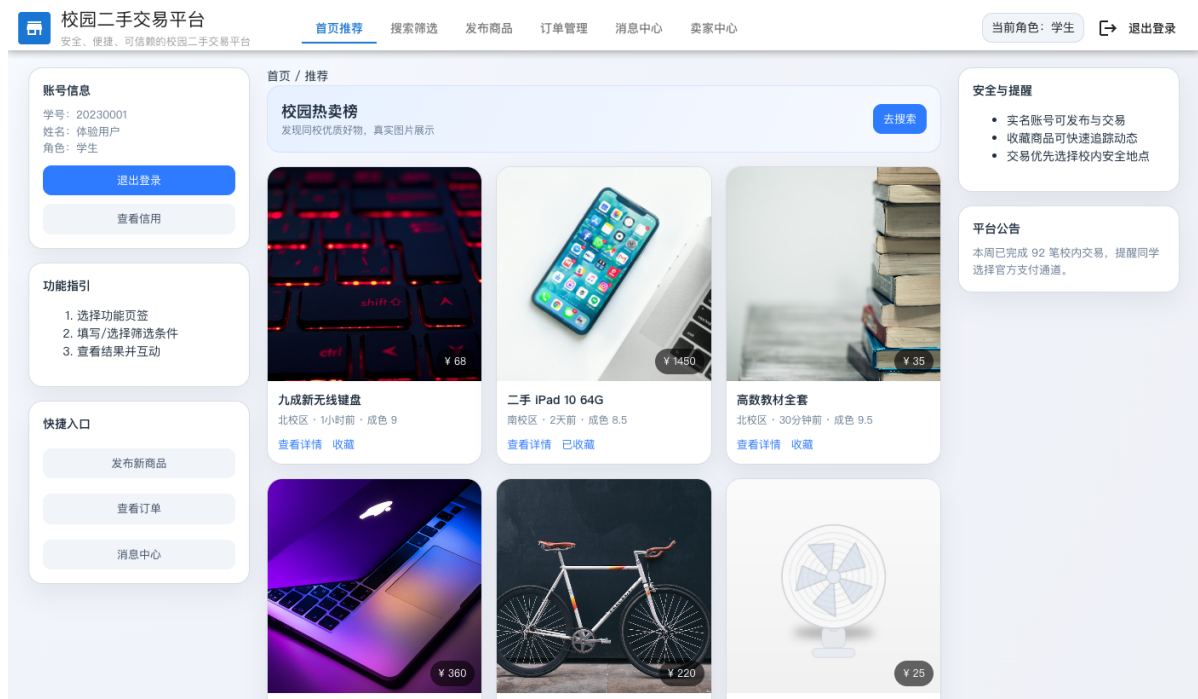 校园二手交易平台
安全、便捷、可信赖的校园二手交易平台
首页推荐
搜索筛选
发布商品
订单管理
消息中心
卖家中心
当前角色：学生
退出登录
账号信息
学号：20230001
姓名：体验用户
角色：学生
退出登录
查看信用
功能指引
1. 选择功能页签
2. 填写/选择筛选条件
3. 查看结果并互动
快捷入口
发布新商品
查看订单
消息中心
首页 / 推荐
校园热卖榜
发现同校优质好物，真实图片展示
去搜索
shift
ctrl
¥ 68
九成新无线键盘
北校区 · 1小时前 · 成色 9
查看详情 收藏
¥ 1450
二手 iPad 10 64G
南校区 · 2天前 · 成色 8.5
查看详情 已收藏
¥ 35
高数教材全套
北校区 · 30分钟前 · 成色 9.5
查看详情 收藏
¥ 360
¥ 220
¥ 25
安全与提醒
• 实名账号可发布与交易
• 收藏商品可快速追踪动态
• 交易优先选择校内安全地点
平台公告
本周已完成 92 笔校内交易，提醒同学
选择官方支付通道。